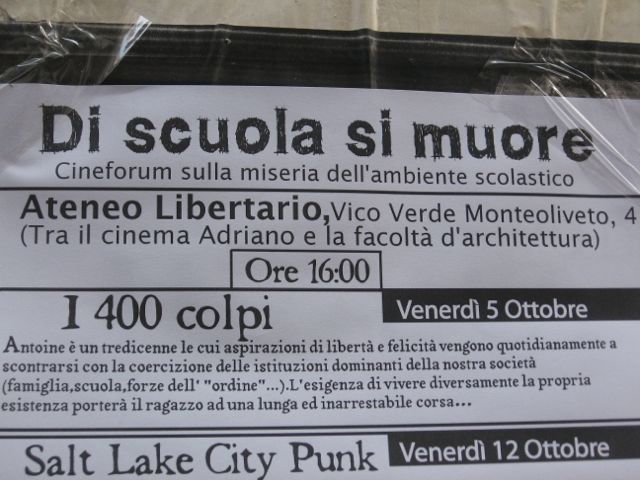 Di scuola si muore
Cineforum sulla miseria dell'ambiente scolastico
Ateneo Libertario,Vico Verde Monteoliveto, 4
(Tra il cinema Adriano e la facoltà d'architettura)
Ore 16:00
I 400 colpi
Venerdì 5 Ottobre
Antoine è un tredicenne le cui aspirazioni di libertà e felicità vengono quotidianamente a
scontrarsi con la coercizione delle istituzioni dominanti della nostra società
(famiglia,scuola,forze dell' "ordine"...).L'esigenza di vivere diversamente la propria
esistenza porterà il ragazzo ad una lunga ed inarrestabile corsa...
Salt Lake City Punk
Venerdì 12 Ottobre